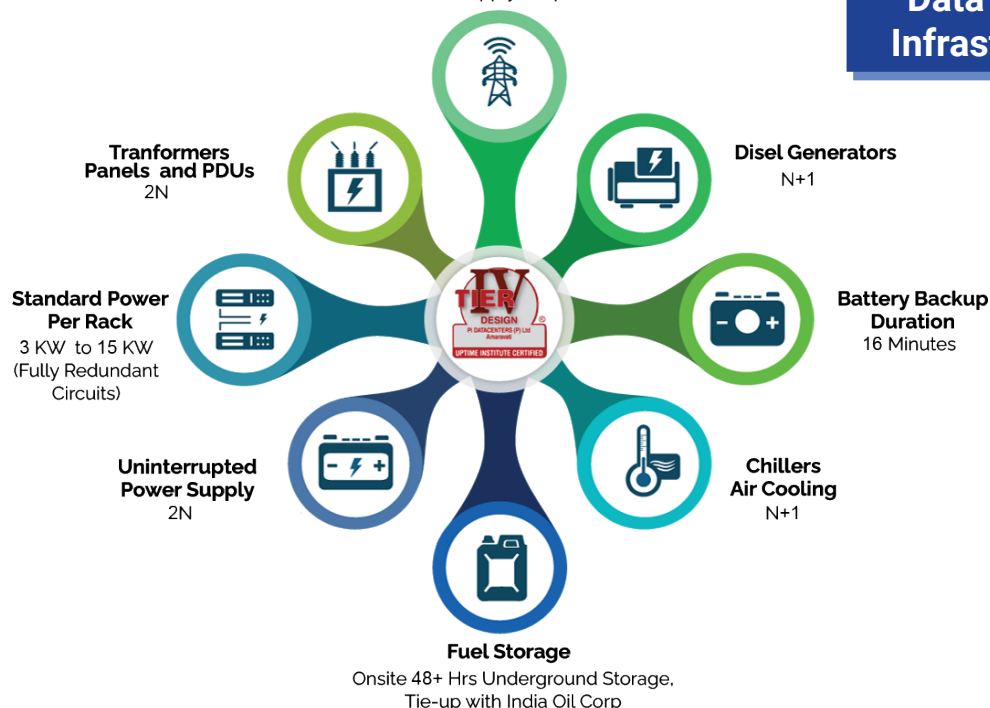 Data
Infrast
Tranformers
Panels and PDUs
2N
Disel Generators
N+1
Standard Power
Per Rack
3 KW to 15 KW
(Fully Redundant
Circuits)
IV
TIER
DESIGN
PI DATACENTERS (P) Ltd
Amaravati
UPTIME INSTITUTE CERTIFIED
®
Battery Backup
Duration
16 Minutes
Uninterrupted
Power Supply
2N
Chillers
Air Cooling
N+1
Fuel Storage
Onsite 48+ Hrs Underground Storage,
Tie-up with India Oil Corp